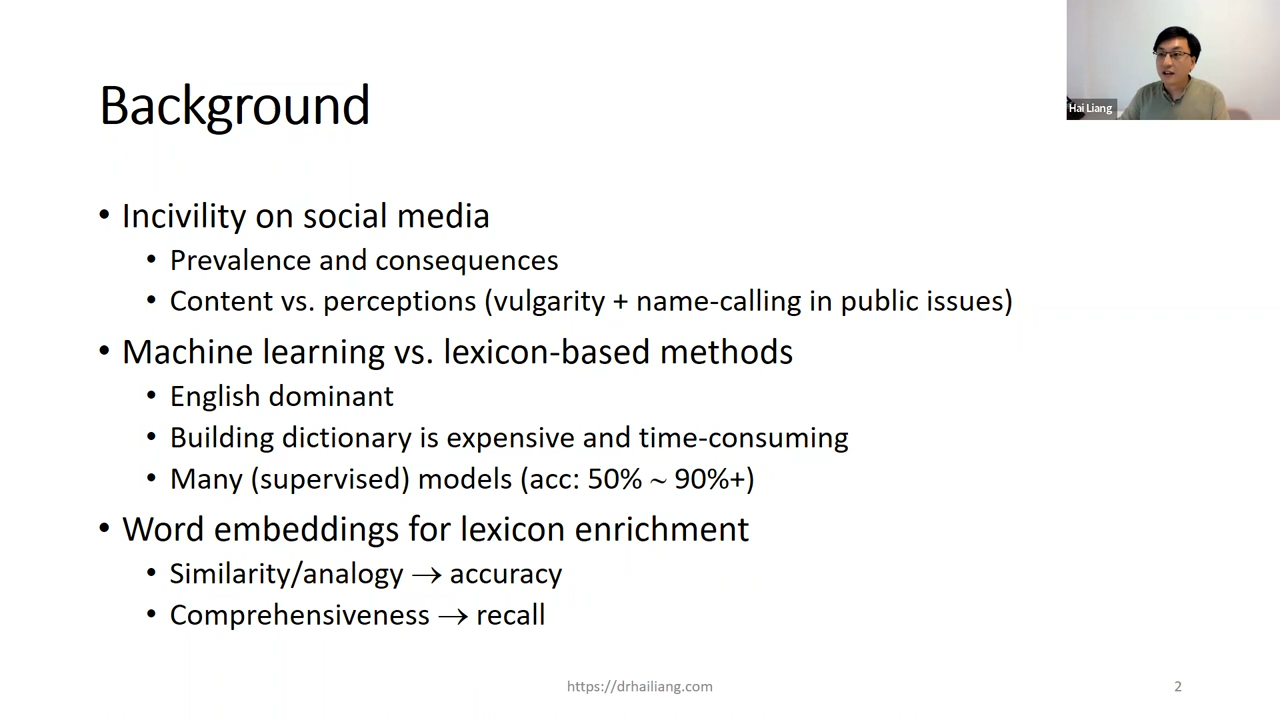 Background
Hai Liang
• Incivility on social media
• Prevalence and consequences
• Content vs. perceptions (vulgarity + name-calling in public issues)
• Machine learning vs. lexicon-based methods
• English dominant
• Building dictionary is expensive and time-consuming
• Many (supervised) models (acc: 50% ~ 90%+)
• Word embeddings for lexicon enrichment
• Similarity/analogy → accuracy
• Comprehensiveness → recall
https://drhailiang.com
2